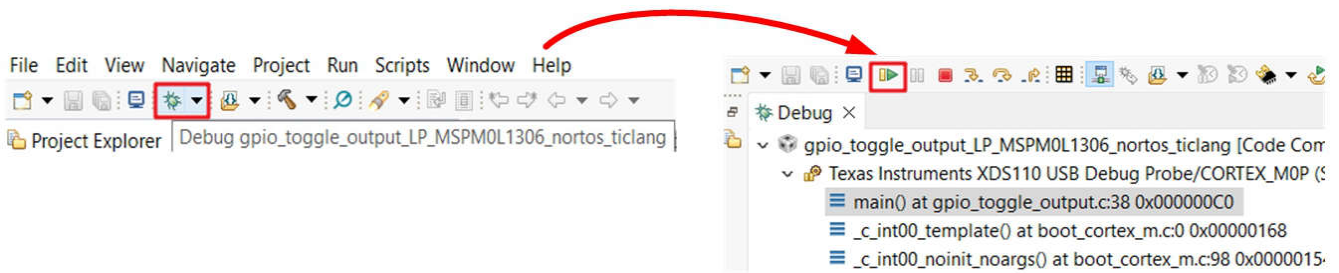 File Edit View Navigate Project Run Scripts Window Help
Project Explorer
Debug gpio_toggle_output_LP_MSPM0L1306_nortos_ticlang
Debug
gpio_toggle_output_LP_MSPM0L1306_nortos_ticlang [Code Com
Texas Instruments XDS110 USB Debug Probe/CORTEX_M0P (S
main() at gpio_toggle_output.c:38 0x000000C0
_c_int00_template() at boot_cortex_m.c:0 0x00000168
_c_int00_noinit_noargs() at boot_cortex_m.c:98 0x0000015